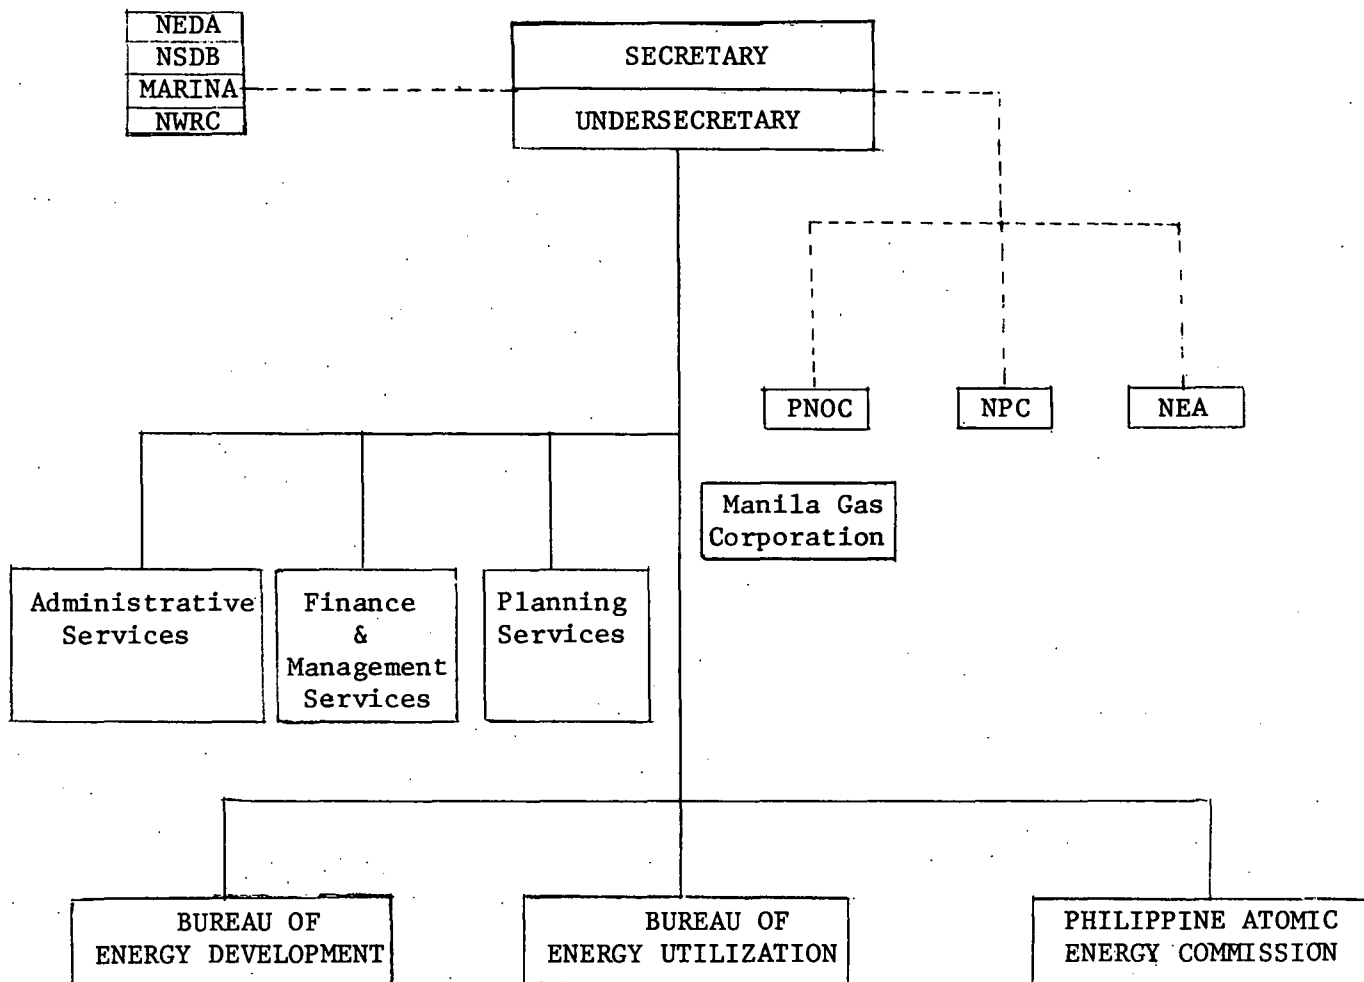 NEDA
NSDB
MARINA
NWRC
SECRETARY
UNDERSECRETARY
PNOC
NPC
NEA
Manila Gas
Corporation
Administrative
Services
Finance
&
Management
Services
Planning
Services
BUREAU OF
ENERGY DEVELOPMENT
BUREAU OF
ENERGY UTILIZATION
PHILIPPINE ATOMIC
ENERGY COMMISSION